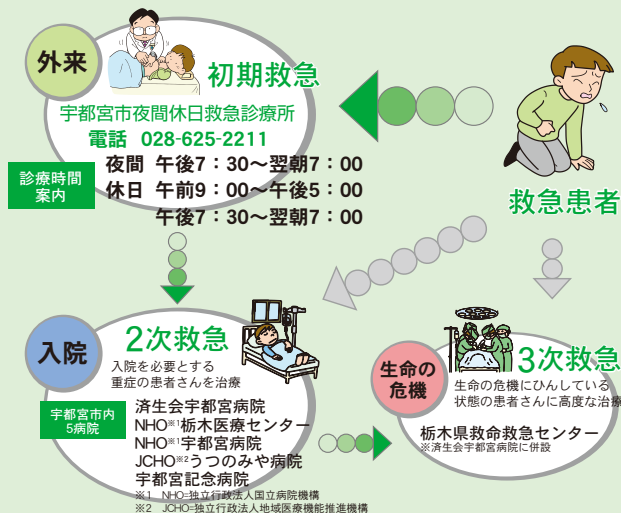 外来
初期救急
宇都宮市夜間休日救急診療所
電話 028-625-2211
診療時間
案内
夜間 午後7：30〜翌朝7：00
休日 午前9：00〜午後5：00
午後7：30〜翌朝7：00
救急患者
入院
2次救急
入院を必要とする
重症の患者さんを治療
宇都宮市内
5病院
済生会宇都宮病院
NHO※1栃木医療センター
NHO※1宇都宮病院
JCHO※2うつのみや病院
宇都宮記念病院
※1 NHO=独立行政法人国立病院機構
※2 JCHO=独立行政法人地域医療機能推進機構
生命の
危機
3次救急
生命の危機にひんしている
状態の患者さんに高度な治療
栃木県救命救急センター
※済生会宇都宮病院に併設